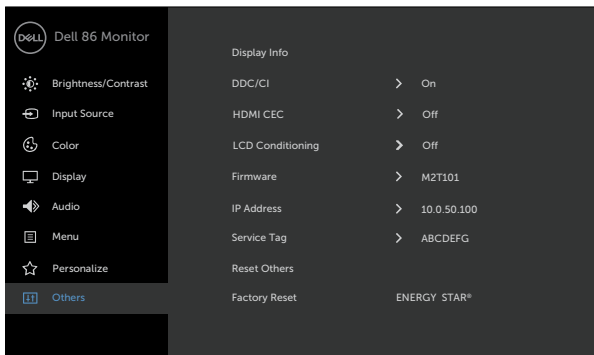 DELL Dell 86 Monitor
Display Info
Brightness/Contrast DDC/CI > On
Input Source HDMI CEC > Off
Color LCD Conditioning > Off
Display Firmware > M2T101
Audio IP Address > 10.0.50.100
Menu Service Tag > ABCDEFG
Personalize Reset Others
Others Factory Reset ENERGY STAR®